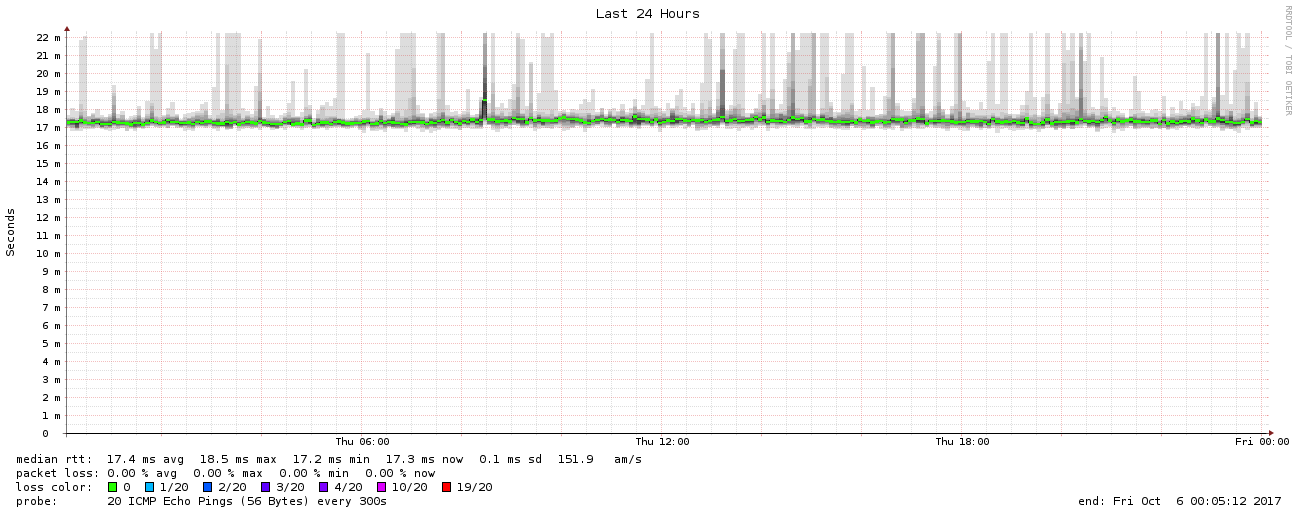 Last 24 Hours
RRDTOOL / TOBI OETIKER
22 m
21 m
20 m
19 m
18 m
17 m
16 m
15 m
14 m
13 m
12 m
11 m
10 m
9 m
8 m
7 m
6 m
5 m
4 m
3 m
2 m
1 m
0
Seconds
Thu 06:00 Thu 12:00 Thu 18:00 Fri 00:00
median rtt: 17.4 ms avg 18.5 ms max 17.2 ms min 17.3 ms now 0.1 ms sd 151.9 am/s
packet loss: 0.00 % avg 0.00 % max 0.00 % min 0.00 % now
loss color: 0 1/20 2/20 3/20 4/20 10/20 19/20
probe: 20 ICMP Echo Pings (56 Bytes) every 300s end: Fri Oct 6 00:05:12 2017